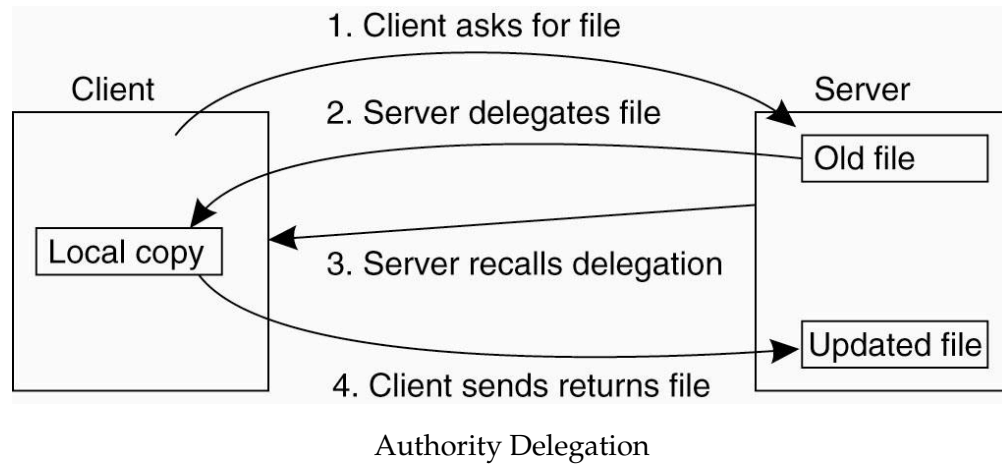 1. Client asks for file
Client
Server
2. Server delegates file
Old file
Local copy
3. Server recalls delegation
Updated file
4. Client sends returns file
Authority Delegation